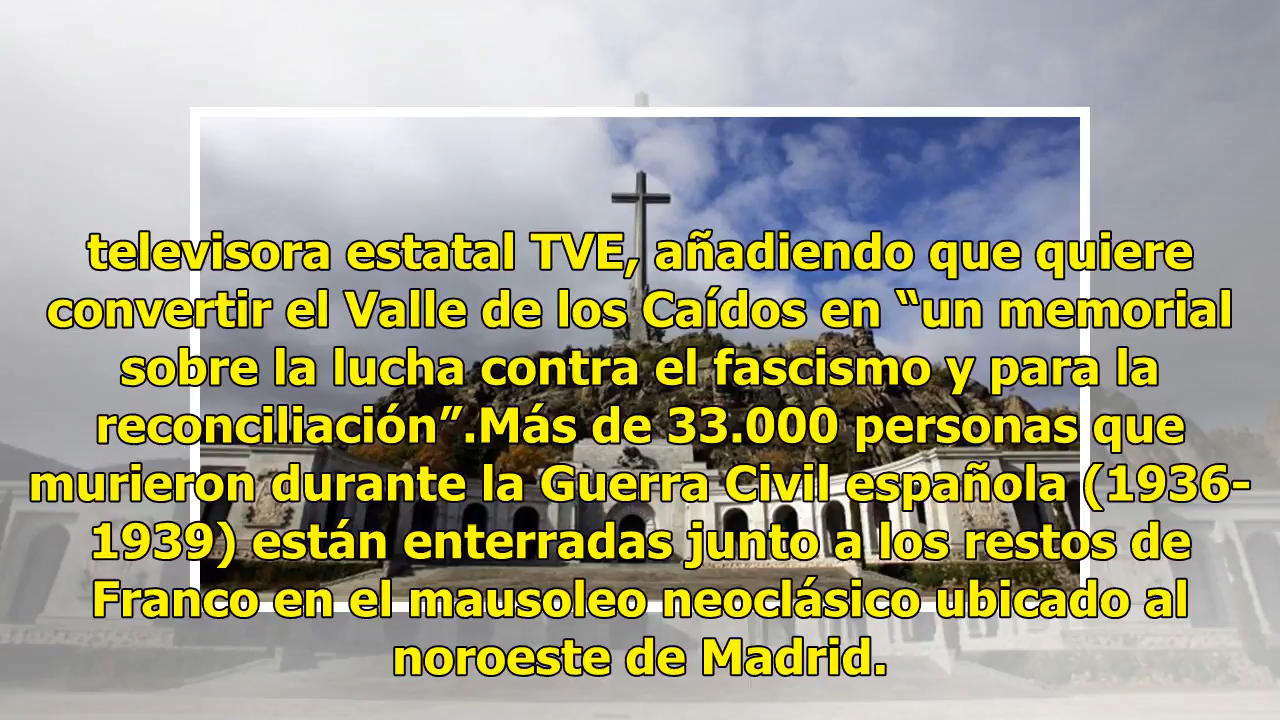 televisora estatal TVE, añadiendo que quiere
convertir el Valle de los Caídos en “un memorial
sobre la lucha contra el fascismo y para la
reconciliación”.Más de 33.000 personas que
murieron durante la Guerra Civil española (1936-
1939) están enterradas junto a los restos de
Franco en el mausoleo neoclásico ubicado al
noroeste de Madrid.